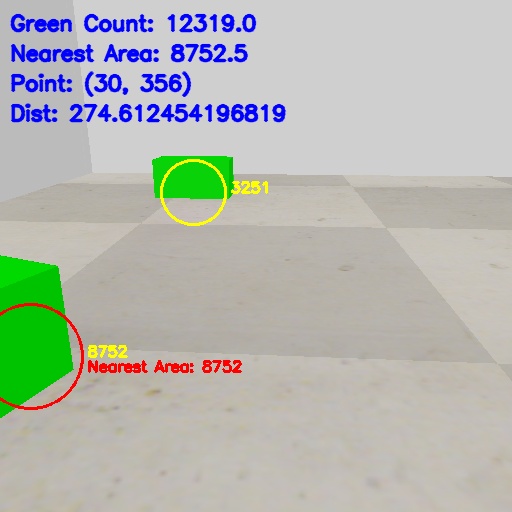 Green Count: 12319.0
Nearest Area: 8752.5
Point: (30, 356)
Dist: 274.612454196819
3251
8752
Nearest Area: 8752